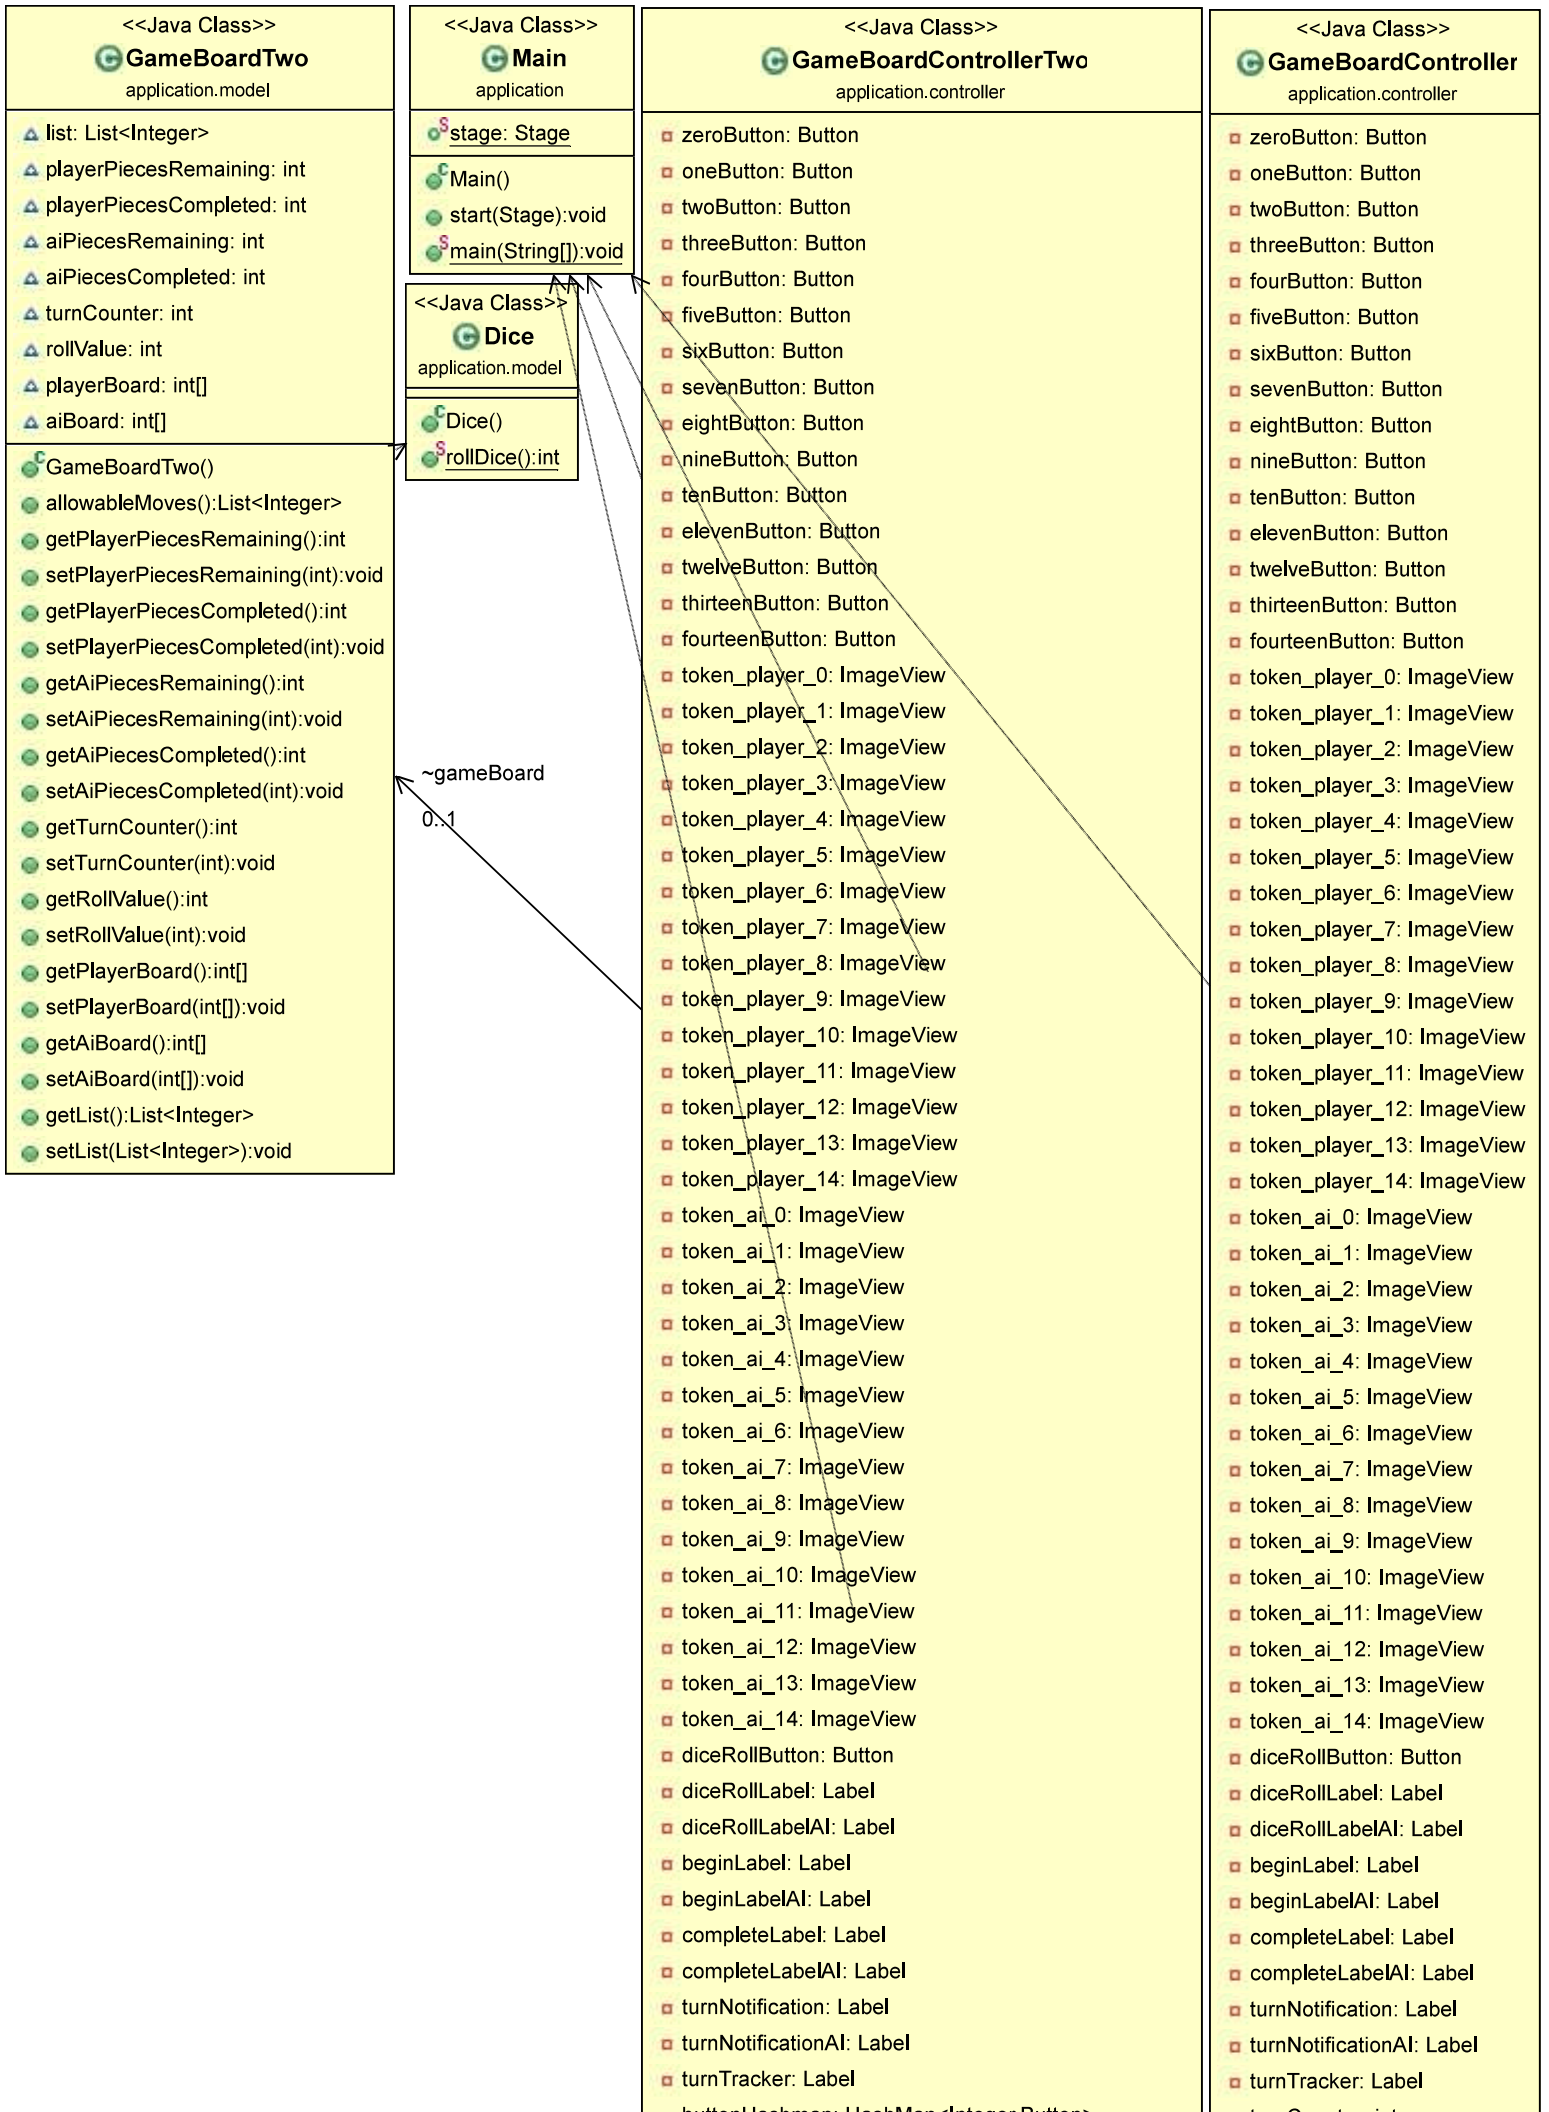 <<Java Class>>
GameBoardTwo
application.model
list: List<Integer>
playerPiecesRemaining: int
playerPiecesCompleted: int
aiPiecesRemaining: int
aiPiecesCompleted: int
turnCounter: int
rollValue: int
playerBoard: int[]
aiBoard: int[]
GameBoardTwo()
allowableMoves():List<Integer>
getPlayerPiecesRemaining():int
setPlayerPiecesRemaining(int):void
getPlayerPiecesCompleted():int
setPlayerPiecesCompleted(int):void
getAiPiecesRemaining():int
setAiPiecesRemaining(int):void
getAiPiecesCompleted():int
setAiPiecesCompleted(int):void
getTurnCounter():int
setTurnCounter(int):void
getRollValue():int
setRollValue(int):void
getPlayerBoard():int[]
setPlayerBoard(int[]):void
getAiBoard():int[]
setAiBoard(int[]):void
getList():List<Integer>
setList(List<Integer>):void
<<Java Class>>
Main
application
stage: Stage
Main()
start(Stage):void
main(String[]):void
<<Java Class>>
Dice
application.model
Dice()
rollDice():int
~gameBoard
0..1
<<Java Class>>
GameBoardControllerTwo
application.controller
zeroButton: Button
oneButton: Button
twoButton: Button
threeButton: Button
fourButton: Button
fiveButton: Button
sixButton: Button
sevenButton: Button
eightButton: Button
nineButton: Button
tenButton: Button
elevenButton: Button
twelveButton: Button
thirteenButton: Button
fourteenButton: Button
token_player_0: ImageView
token_player_1: ImageView
token_player_2: ImageView
token_player_3: ImageView
token_player_4: ImageView
token_player_5: ImageView
token_player_6: ImageView
token_player_7: ImageView
token_player_8: ImageView
token_player_9: ImageView
token_player_10: ImageView
token_player_11: ImageView
token_player_12: ImageView
token_player_13: ImageView
token_player_14: ImageView
token_ai_0: ImageView
token_ai_1: ImageView
token_ai_2: ImageView
token_ai_3: ImageView
token_ai_4: ImageView
token_ai_5: ImageView
token_ai_6: ImageView
token_ai_7: ImageView
token_ai_8: ImageView
token_ai_9: ImageView
token_ai_10: ImageView
token_ai_11: ImageView
token_ai_12: ImageView
token_ai_13: ImageView
token_ai_14: ImageView
diceRollButton: Button
diceRollLabel: Label
diceRollLabelAI: Label
beginLabel: Label
beginLabelAI: Label
completeLabel: Label
completeLabelAI: Label
turnNotification: Label
turnNotificationAI: Label
turnTracker: Label
<<Java Class>>
GameBoardController
application.controller
zeroButton: Button
oneButton: Button
twoButton: Button
threeButton: Button
fourButton: Button
fiveButton: Button
sixButton: Button
sevenButton: Button
eightButton: Button
nineButton: Button
tenButton: Button
elevenButton: Button
twelveButton: Button
thirteenButton: Button
fourteenButton: Button
token_player_0: ImageView
token_player_1: ImageView
token_player_2: ImageView
token_player_3: ImageView
token_player_4: ImageView
token_player_5: ImageView
token_player_6: ImageView
token_player_7: ImageView
token_player_8: ImageView
token_player_9: ImageView
token_player_10: ImageView
token_player_11: ImageView
token_player_12: ImageView
token_player_13: ImageView
token_player_14: ImageView
token_ai_0: ImageView
token_ai_1: ImageView
token_ai_2: ImageView
token_ai_3: ImageView
token_ai_4: ImageView
token_ai_5: ImageView
token_ai_6: ImageView
token_ai_7: ImageView
token_ai_8: ImageView
token_ai_9: ImageView
token_ai_10: ImageView
token_ai_11: ImageView
token_ai_12: ImageView
token_ai_13: ImageView
token_ai_14: ImageView
diceRollButton: Button
diceRollLabel: Label
diceRollLabelAI: Label
beginLabel: Label
beginLabelAI: Label
completeLabel: Label
completeLabelAI: Label
turnNotification: Label
turnNotificationAI: Label
turnTracker: Label